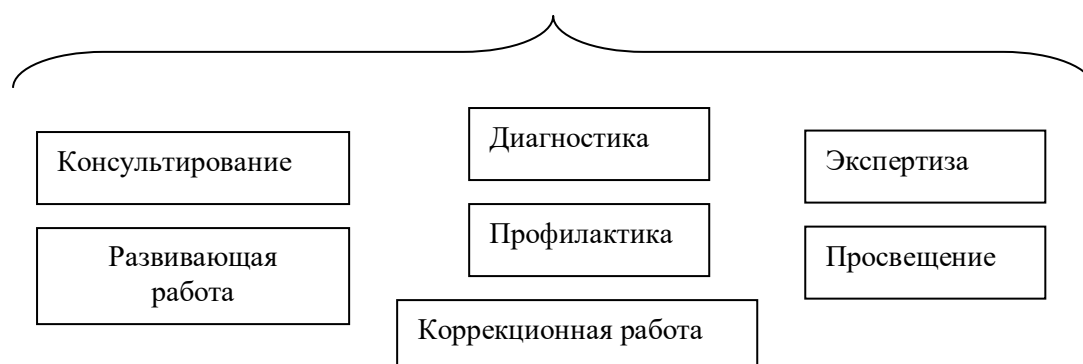 Консультирование
Диагностика
Экспертиза
Развивающая
работа
Профилактика
Просвещение
Коррекционная работа